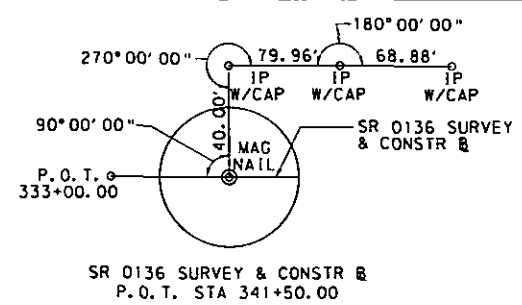 180°00'00"
270°00'00"
79.96'
68.88'
IP
W/CAP
IP
W/CAP
IP
W/CAP
40.00'
90°00'00"
MAG
NAIL
SR 0136 SURVEY
& CONSTR ℄
P.O.T.
333+00.00
SR 0136 SURVEY & CONSTR ℄
P.O.T. STA 341+50.00